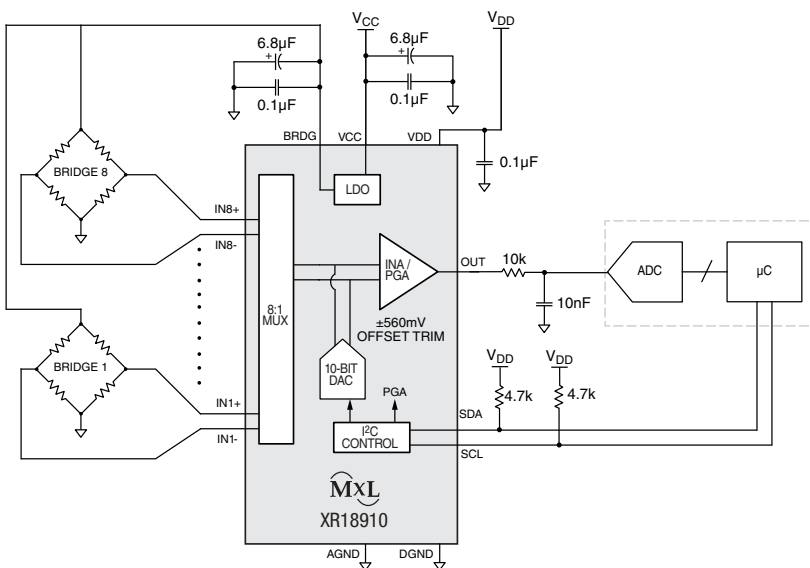 VCC
VDD
6.8µF
+
0.1µF
6.8µF
+
0.1µF
BRDG
VCC
VDD
0.1µF
LDO
BRIDGE 8
IN8+
IN8-
8:1
MUX
INA /
PGA
OUT
10k
10nF
ADC
µC
±560mV
OFFSET TRIM
BRIDGE 1
10-BIT
DAC
PGA
VDD
VDD
4.7k
4.7k
IN1+
IN1-
I²C
CONTROL
SDA
SCL
MXL
XR18910
AGND
DGND